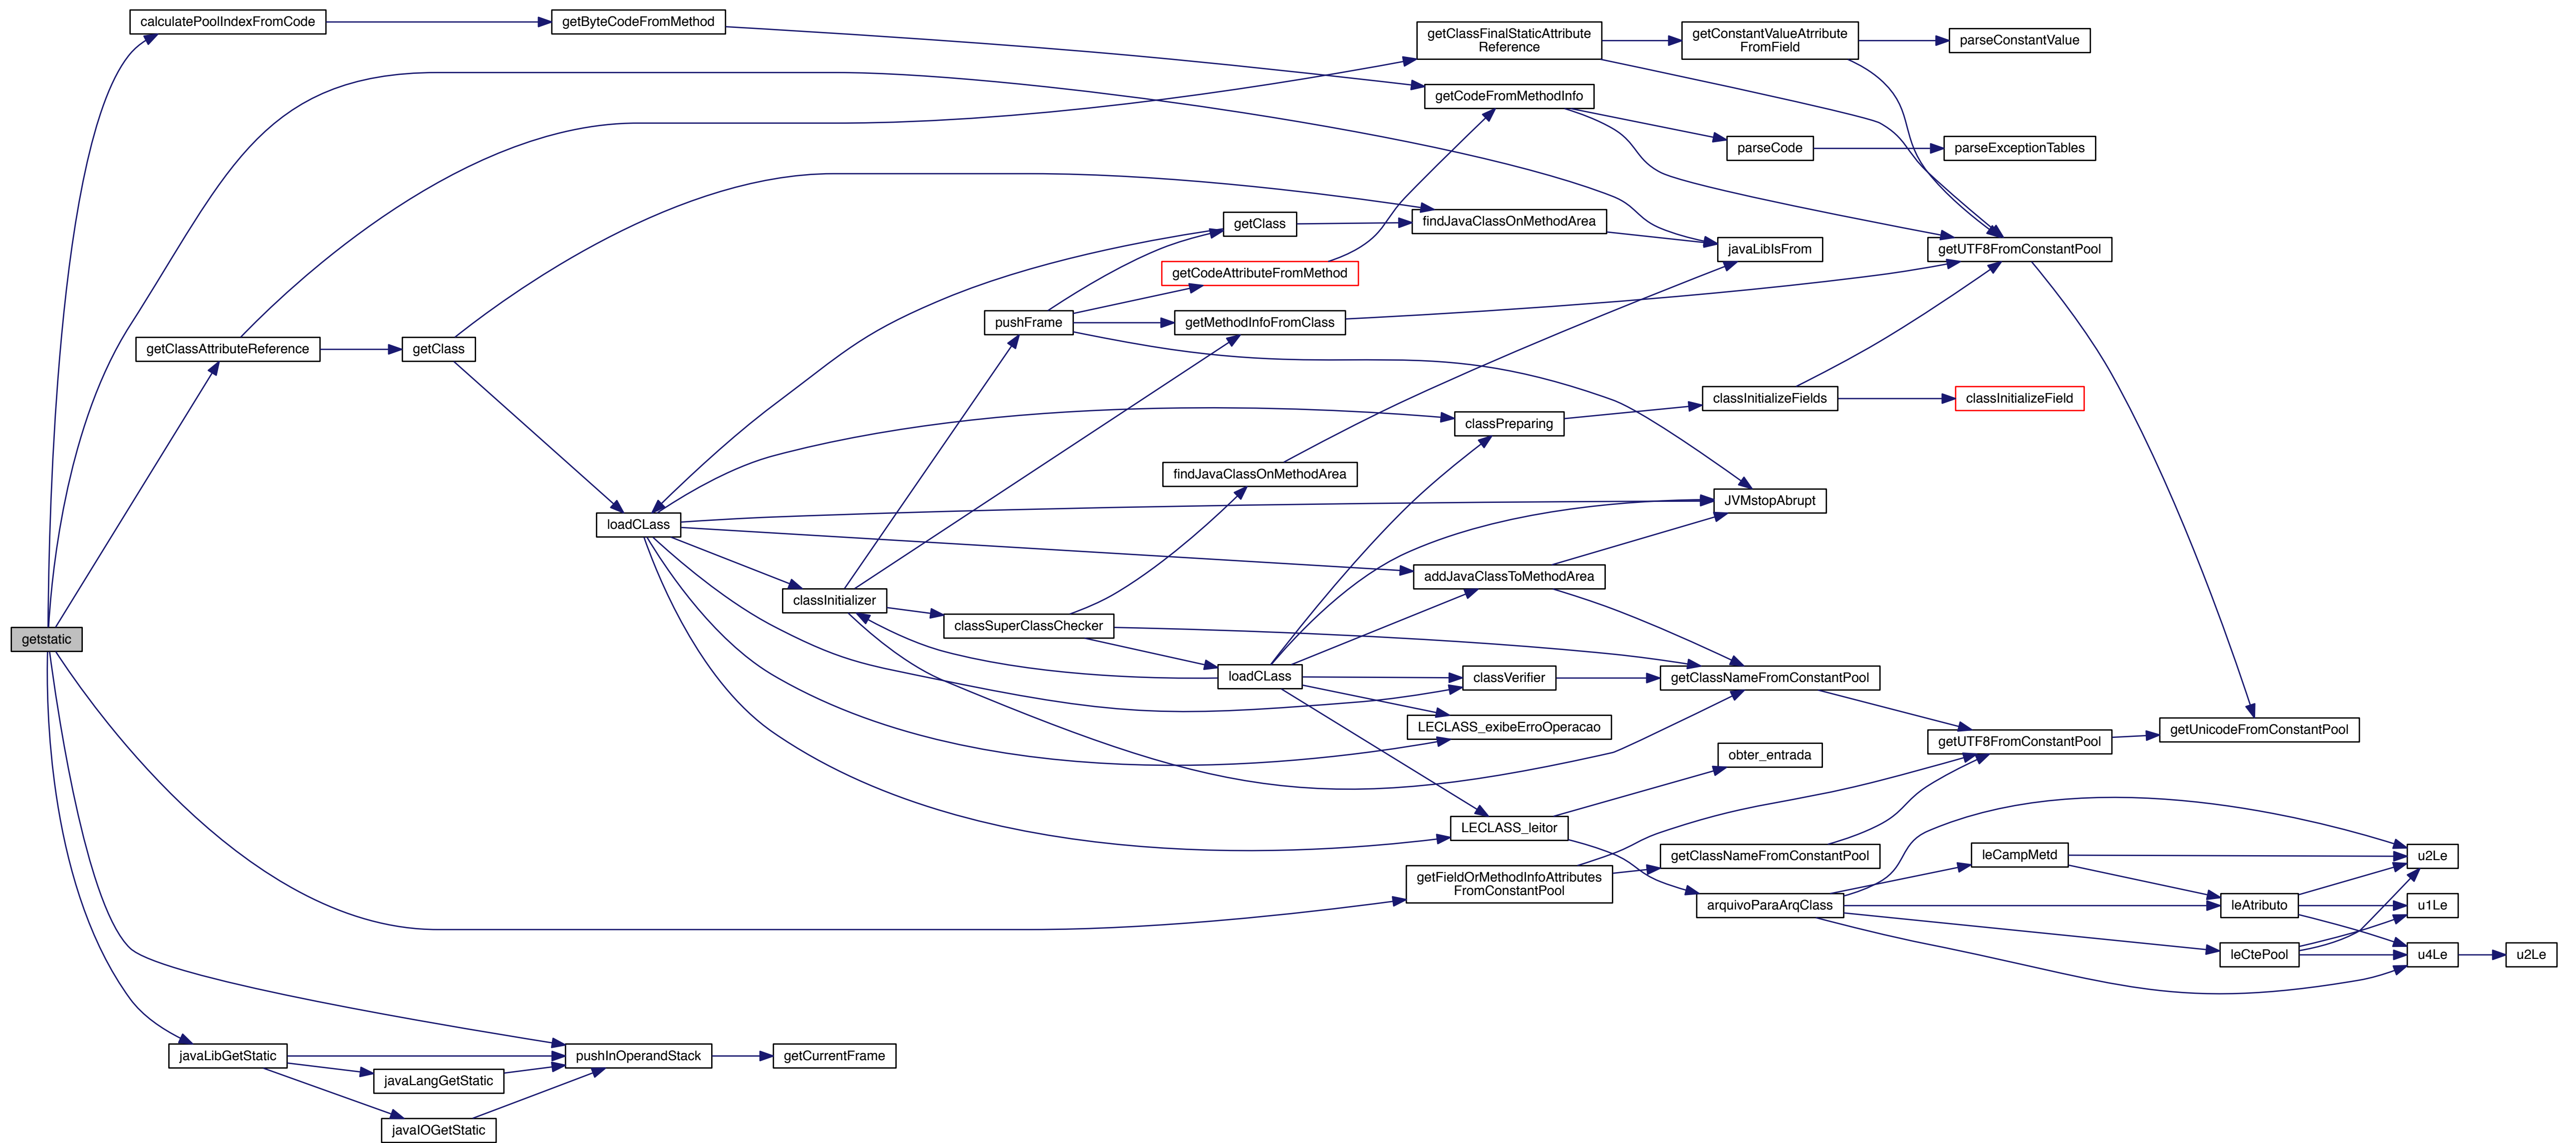 calculatePoolIndexFromCode
getByteCodeFromMethod
getClassFinalStaticAttribute
Reference
getConstantValueAtrribute
FromField
parseConstantValue
getCodeFromMethodInfo
parseCode
parseExceptionTables
getClass
findJavaClassOnMethodArea
javaLibIsFrom
getUTF8FromConstantPool
getCodeAttributeFromMethod
pushFrame
getMethodInfoFromClass
getClassAttributeReference
getClass
classInitializeFields
classInitializeField
classPreparing
findJavaClassOnMethodArea
JVMstopAbrupt
loadCLass
addJavaClassToMethodArea
classInitializer
classSuperClassChecker
getstatic
loadCLass
classVerifier
getClassNameFromConstantPool
LECLASS_exibeErroOperacao
getUnicodeFromConstantPool
getUTF8FromConstantPool
obter_entrada
LECLASS_leitor
getClassNameFromConstantPool
leCampMetd
u2Le
getFieldOrMethodInfoAttributes
FromConstantPool
arquivoParaArqClass
leAtributo
u1Le
leCtePool
u4Le
u2Le
javaLibGetStatic
pushInOperandStack
getCurrentFrame
javaLangGetStatic
javaIOGetStatic